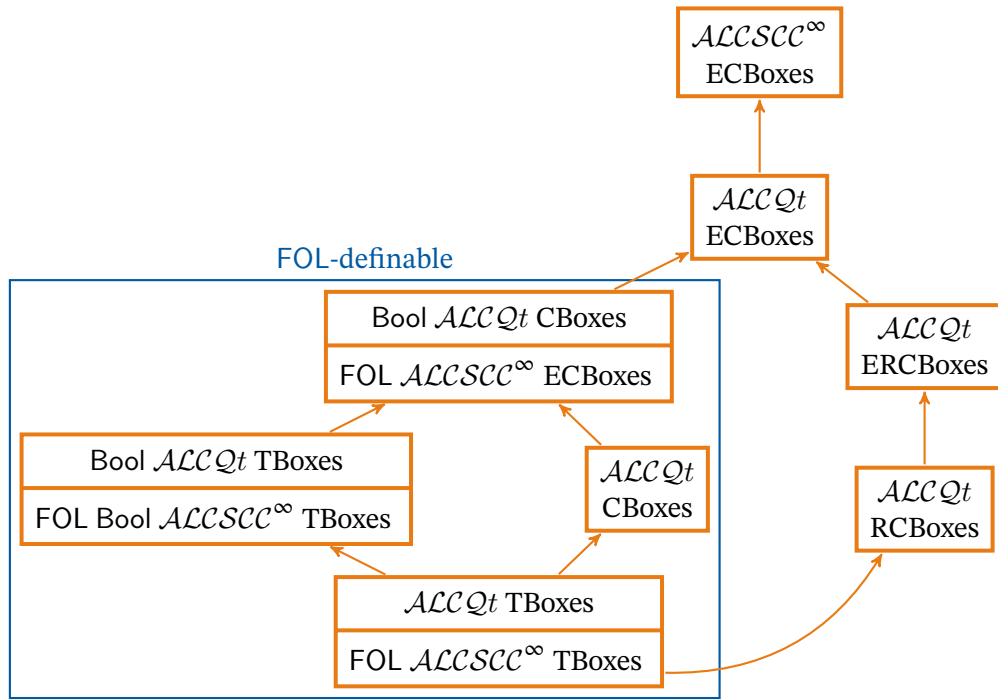 𝒜ℒ𝒞𝒮𝒞𝒞^∞
ECBoxes
𝒜ℒ𝒞𝒬t
ECBoxes
FOL-definable
Bool 𝒜ℒ𝒞𝒬t CBoxes
FOL 𝒜ℒ𝒞𝒮𝒞𝒞^∞ ECBoxes
𝒜ℒ𝒞𝒬t
ERCBoxes
Bool 𝒜ℒ𝒞𝒬t TBoxes
FOL Bool 𝒜ℒ𝒞𝒮𝒞𝒞^∞ TBoxes
𝒜ℒ𝒞𝒬t
CBoxes
𝒜ℒ𝒞𝒬t
RCBoxes
𝒜ℒ𝒞𝒬t TBoxes
FOL 𝒜ℒ𝒞𝒮𝒞𝒞^∞ TBoxes